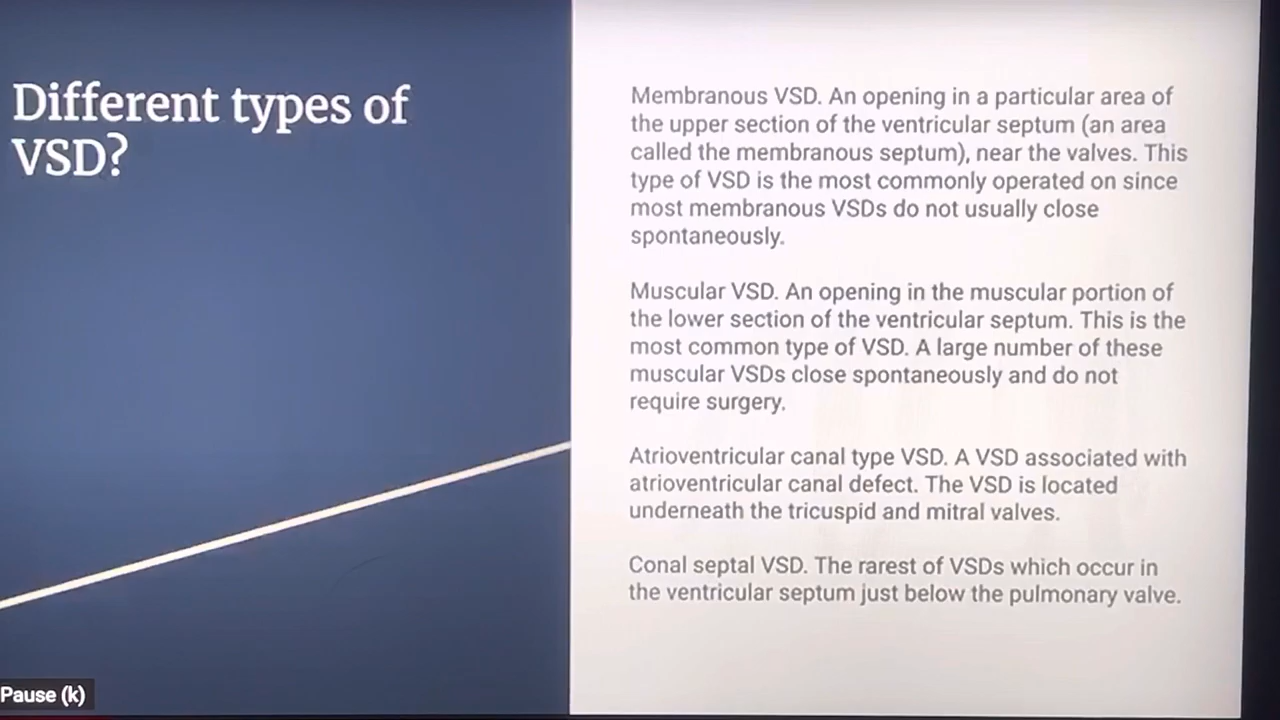 Different types of
VSD?
Membranous VSD. An opening in a particular area of
the upper section of the ventricular septum (an area
called the membranous septum), near the valves. This
type of VSD is the most commonly operated on since
most membranous VSDs do not usually close
spontaneously.
Muscular VSD. An opening in the muscular portion of
the lower section of the ventricular septum. This is the
most common type of VSD. A large number of these
muscular VSDs close spontaneously and do not
require surgery.
Atrioventricular canal type VSD. A VSD associated with
atrioventricular canal defect. The VSD is located
underneath the tricuspid and mitral valves.
Conal septal VSD. The rarest of VSDs which occur in
the ventricular septum just below the pulmonary valve.
Pause (k)